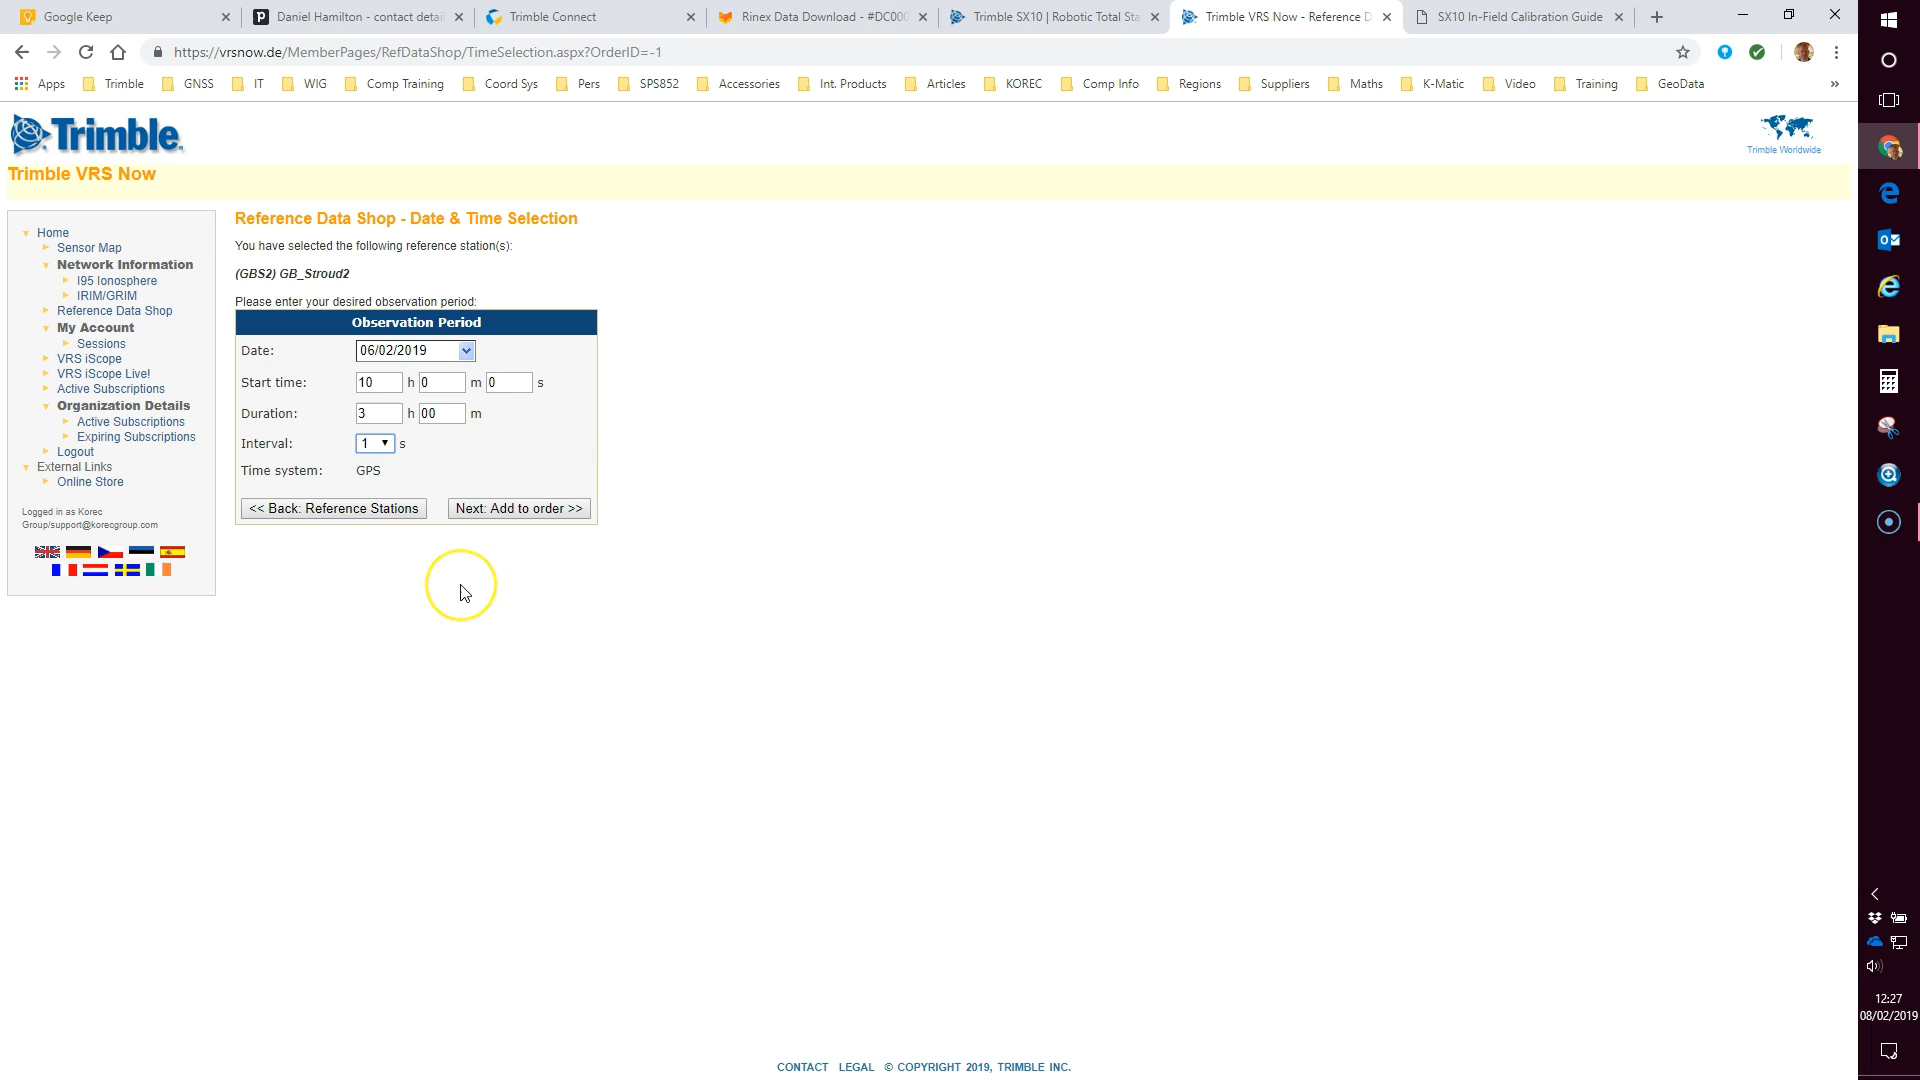 Google Keep
Daniel Hamilton - contact detai
Trimble Connect
Rinex Data Download - #DC000
Trimble SX10 | Robotic Total Sta
Trimble VRS Now - Reference D
SX10 In-Field Calibration Guide
https://vrsnow.de/MemberPages/RefDataShop/TimeSelection.aspx?OrderID=-1
Apps
Trimble
GNSS
IT
WIG
Comp Training
Coord Sys
Pers
SPS852
Accessories
Int. Products
Articles
KOREC
Comp Info
Regions
Suppliers
Maths
K-Matic
Video
Training
GeoData
»
Trimble.
Trimble Worldwide
Trimble VRS Now
Home
Sensor Map
Network Information
I95 Ionosphere
IRIM/GRIM
Reference Data Shop
My Account
Sessions
VRS iScope
VRS iScope Live!
Active Subscriptions
Organization Details
Active Subscriptions
Expiring Subscriptions
Logout
External Links
Online Store
Logged in as Korec
Group/support@korecgroup.com
Reference Data Shop - Date & Time Selection
You have selected the following reference station(s):
(GBS2) GB_Stroud2
Please enter your desired observation period:
Observation Period
Date: 06/02/2019
Start time: 10 h 0 m 0 s
Duration: 3 h 00 m
Interval: 1 s
Time system: GPS
<< Back: Reference Stations
Next: Add to order >>
CONTACT LEGAL © COPYRIGHT 2019, TRIMBLE INC.
12:27
08/02/2019